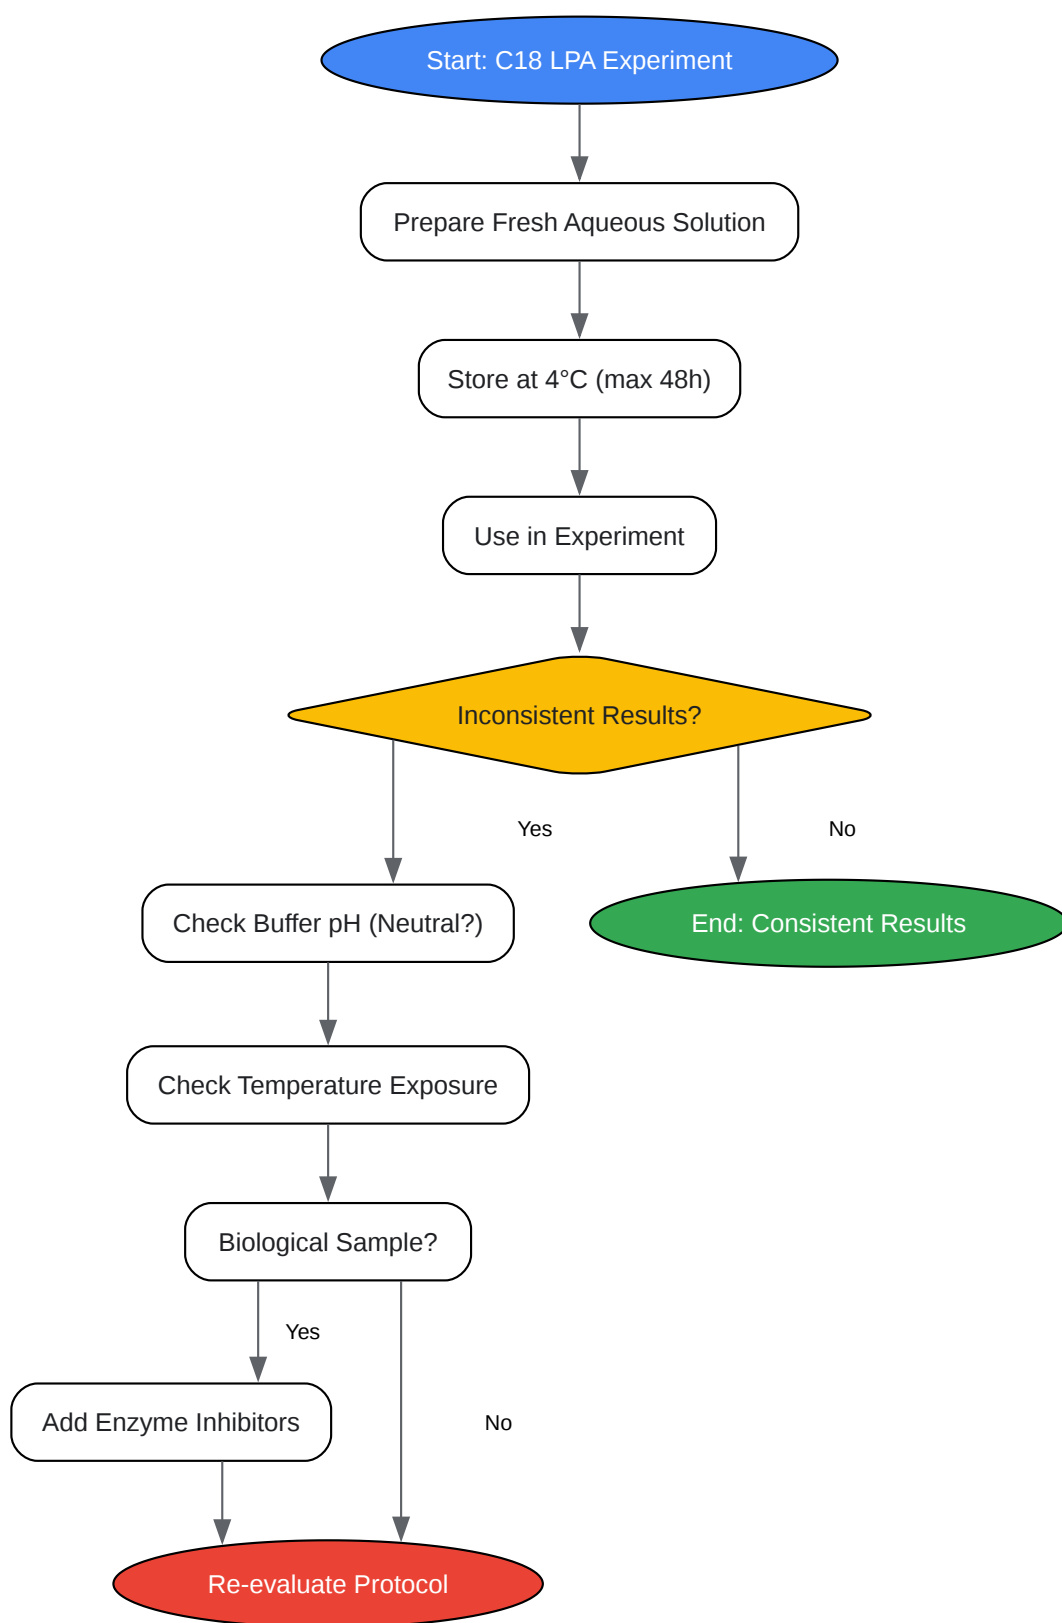 Start: C18 LPA Experiment
Prepare Fresh Aqueous Solution
Store at 4°C (max 48h)
Use in Experiment
Inconsistent Results?
Yes
No
Check Buffer pH (Neutral?)
End: Consistent Results
Check Temperature Exposure
Biological Sample?
Yes
Add Enzyme Inhibitors
No
Re-evaluate Protocol